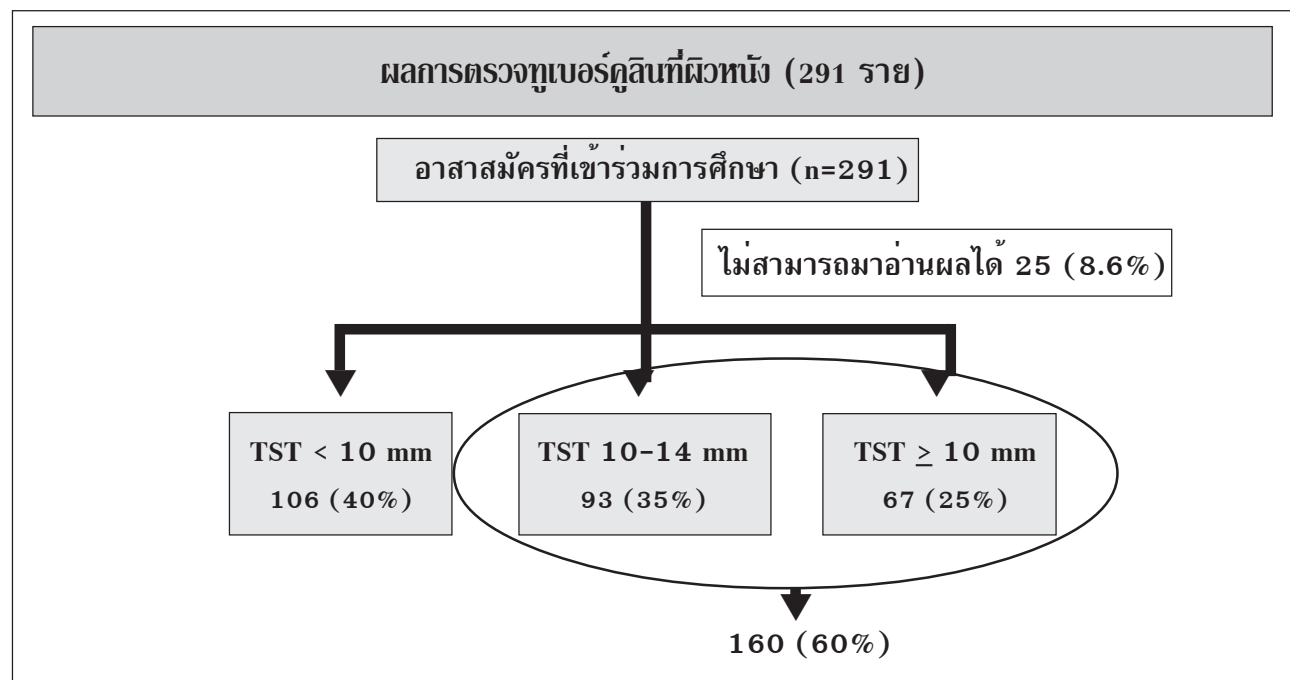 ผลการตรวจทูเบอร์คูลินที่ผิวหนัง (291 ราย)
อาสาสมัครที่เข้าร่วมการศึกษา (n=291)
ไม่สามารถมาอ่านผลได้ 25 (8.6%)
TST < 10 mm
106 (40%)
TST 10-14 mm
93 (35%)
TST ≥ 10 mm
67 (25%)
160 (60%)